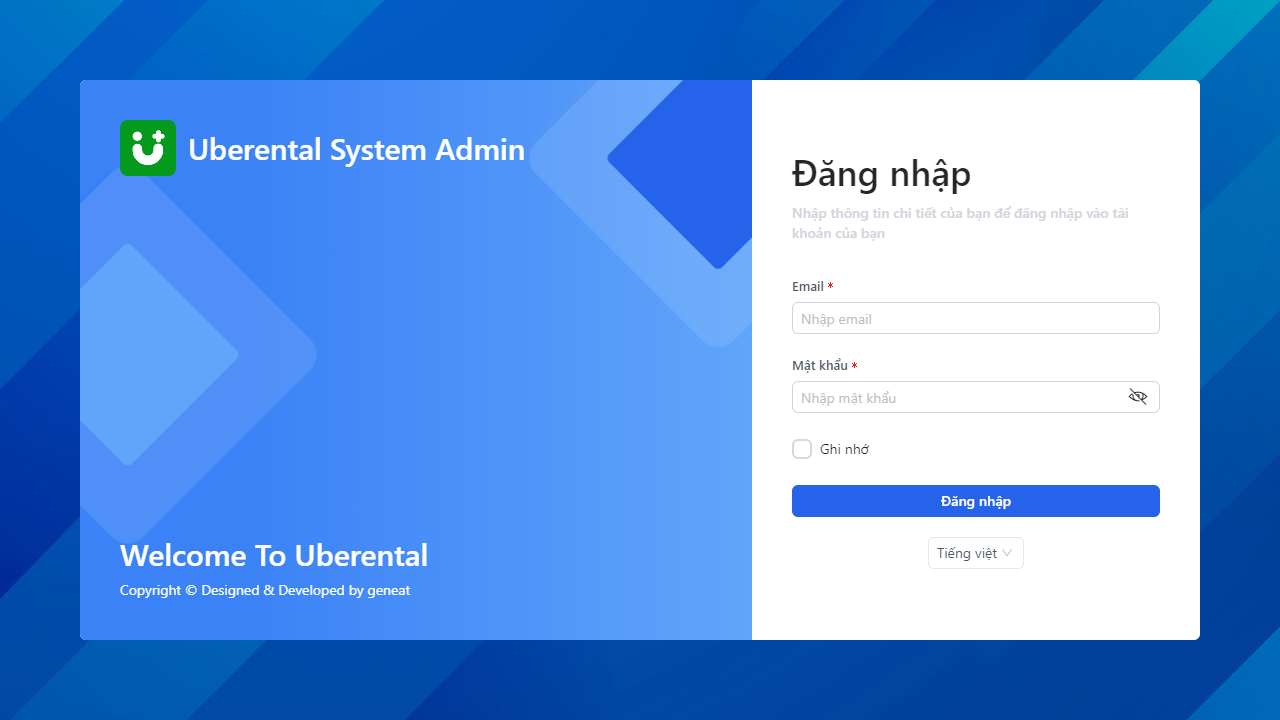 Uberental System Admin
Welcome To Uberental
Copyright © Designed & Developed by geneat
Đăng nhập
Nhập thông tin chi tiết của bạn để đăng nhập vào tài
khoản của bạn
Email *
Nhập email
Mật khẩu *
Nhập mật khẩu
Ghi nhớ
Đăng nhập
Tiếng việt